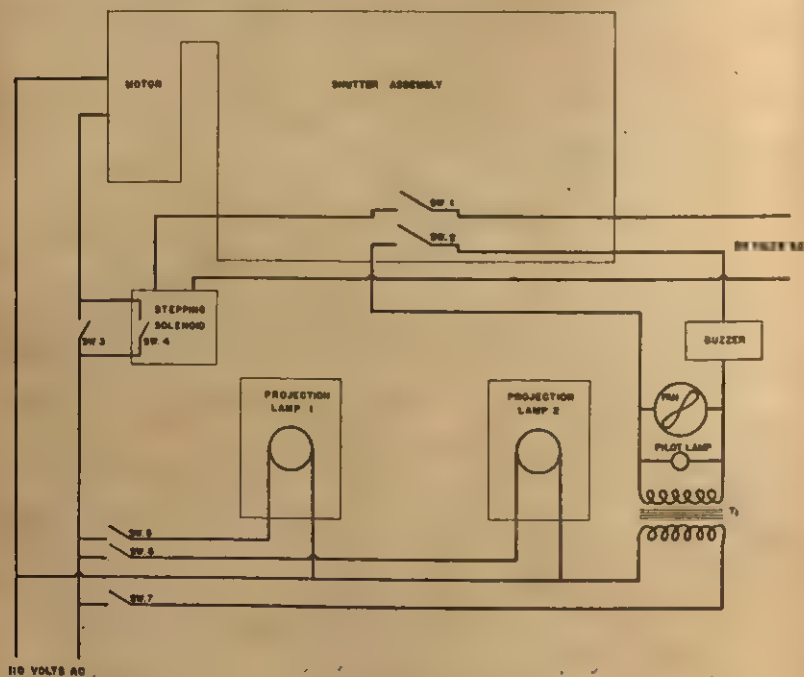 MOTOR
SHUTTER ASSEMBLY
SW. 1
SW. 2
STEPPING
SOLENOID
SW. 3
SW. 4
BUZZER
PROJECTION
LAMP 1
PROJECTION
LAMP 2
FAN
PILOT LAMP
T1
SW. 5
SW. 6
SW. 7
110 VOLTS AC